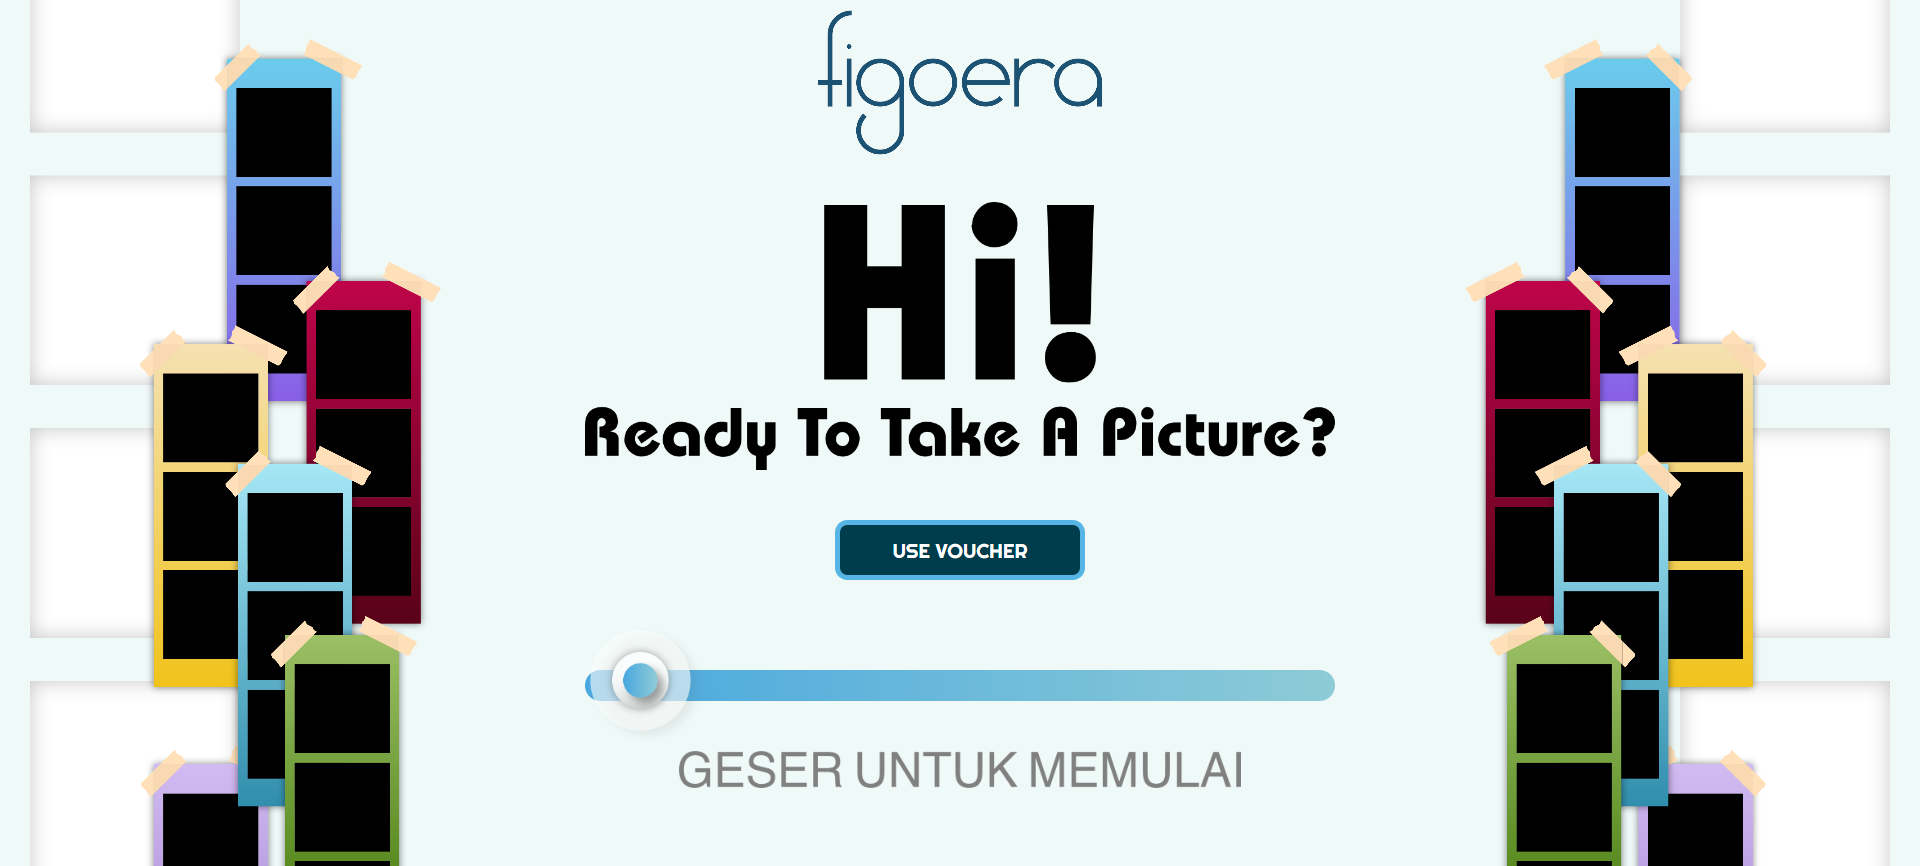 figoera
Hi!
Ready To Take A Picture?
USE VOUCHER
GESER UNTUK MEMULAI